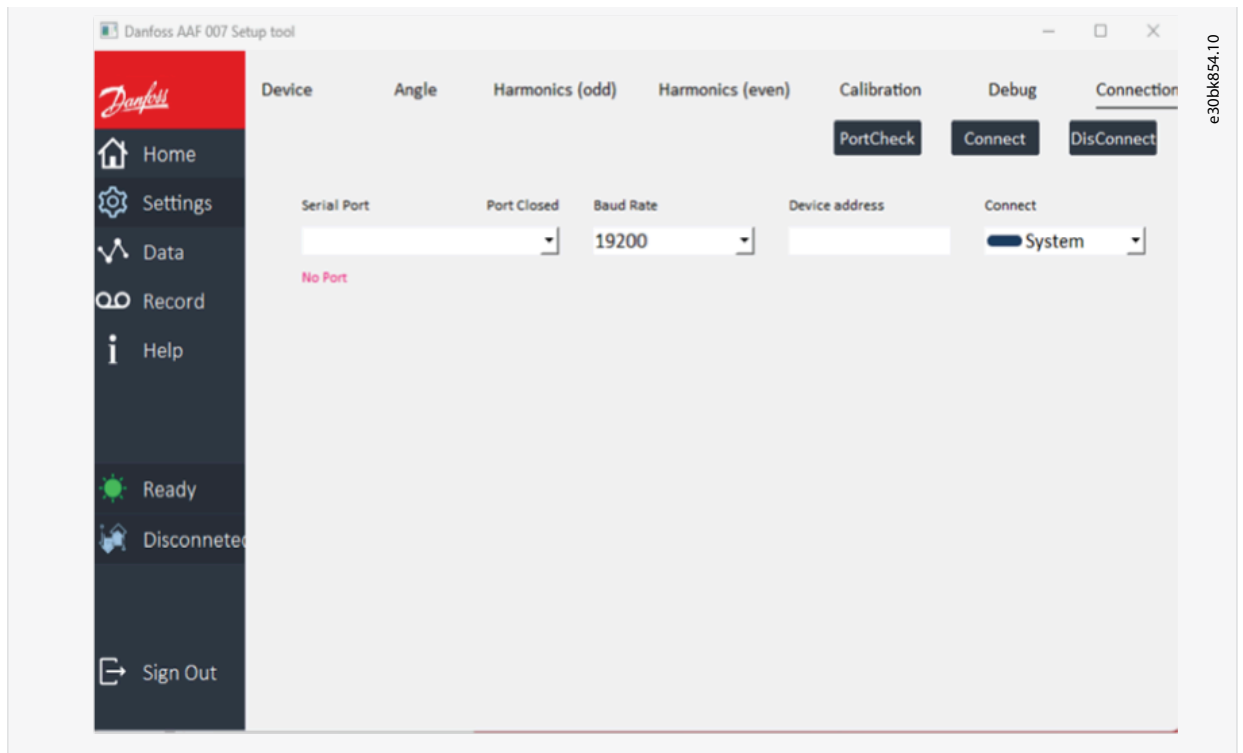 Danfoss AAF 007 Setup tool
Danfoss
Device Angle Harmonics (odd) Harmonics (even) Calibration Debug Connection
PortCheck Connect DisConnect
Home
Settings
Data
Record
Help
Ready
Disconneted
Sign Out
Serial Port Port Closed Baud Rate Device address Connect
19200 System
No Port
e30bk854.10